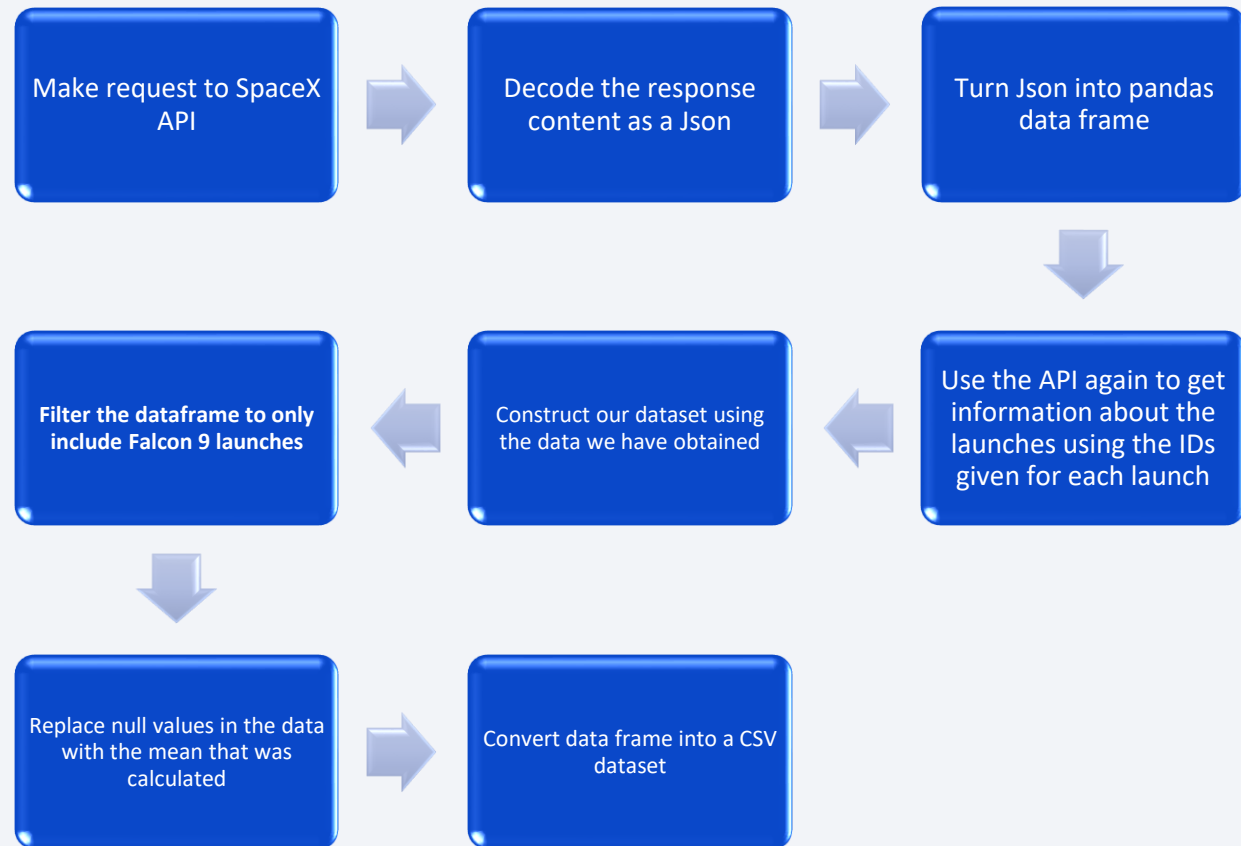 Make request to SpaceX
API
Decode the response
content as a Json
Turn Json into pandas
data frame
Use the API again to get
information about the
launches using the IDs
given for each launch
Construct our dataset using
the data we have obtained
Filter the dataframe to only
include Falcon 9 launches
Replace null values in the data
with the mean that was
calculated
Convert data frame into a CSV
dataset